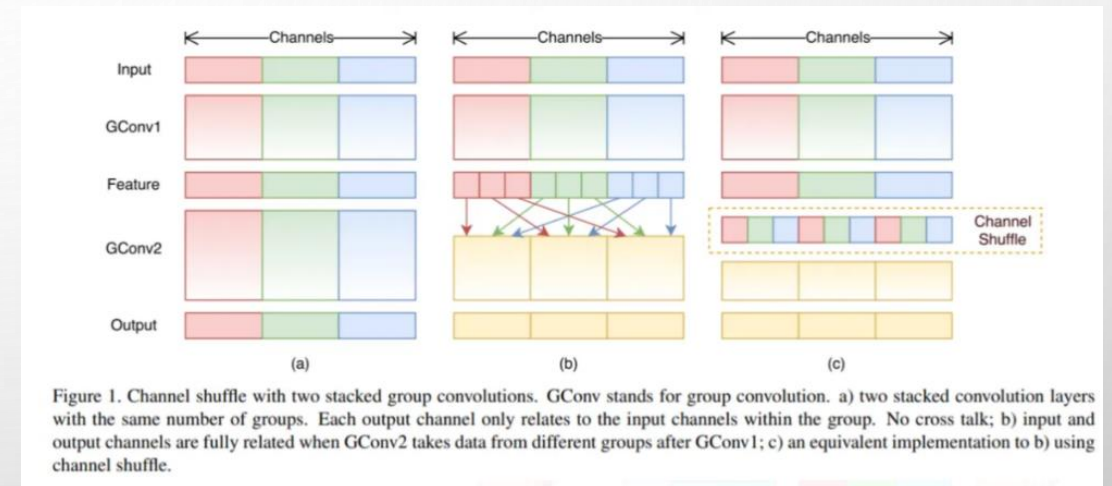 Channels Channels Channels
Input
GConv1
Feature
Channel
Shuffle
GConv2
Output
(a) (b) (c)
Figure 1. Channel shuffle with two stacked group convolutions. GConv stands for group convolution. a) two stacked convolution layers
with the same number of groups. Each output channel only relates to the input channels within the group. No cross talk; b) input and
output channels are fully related when GConv2 takes data from different groups after GConv1; c) an equivalent implementation to b) using
channel shuffle.